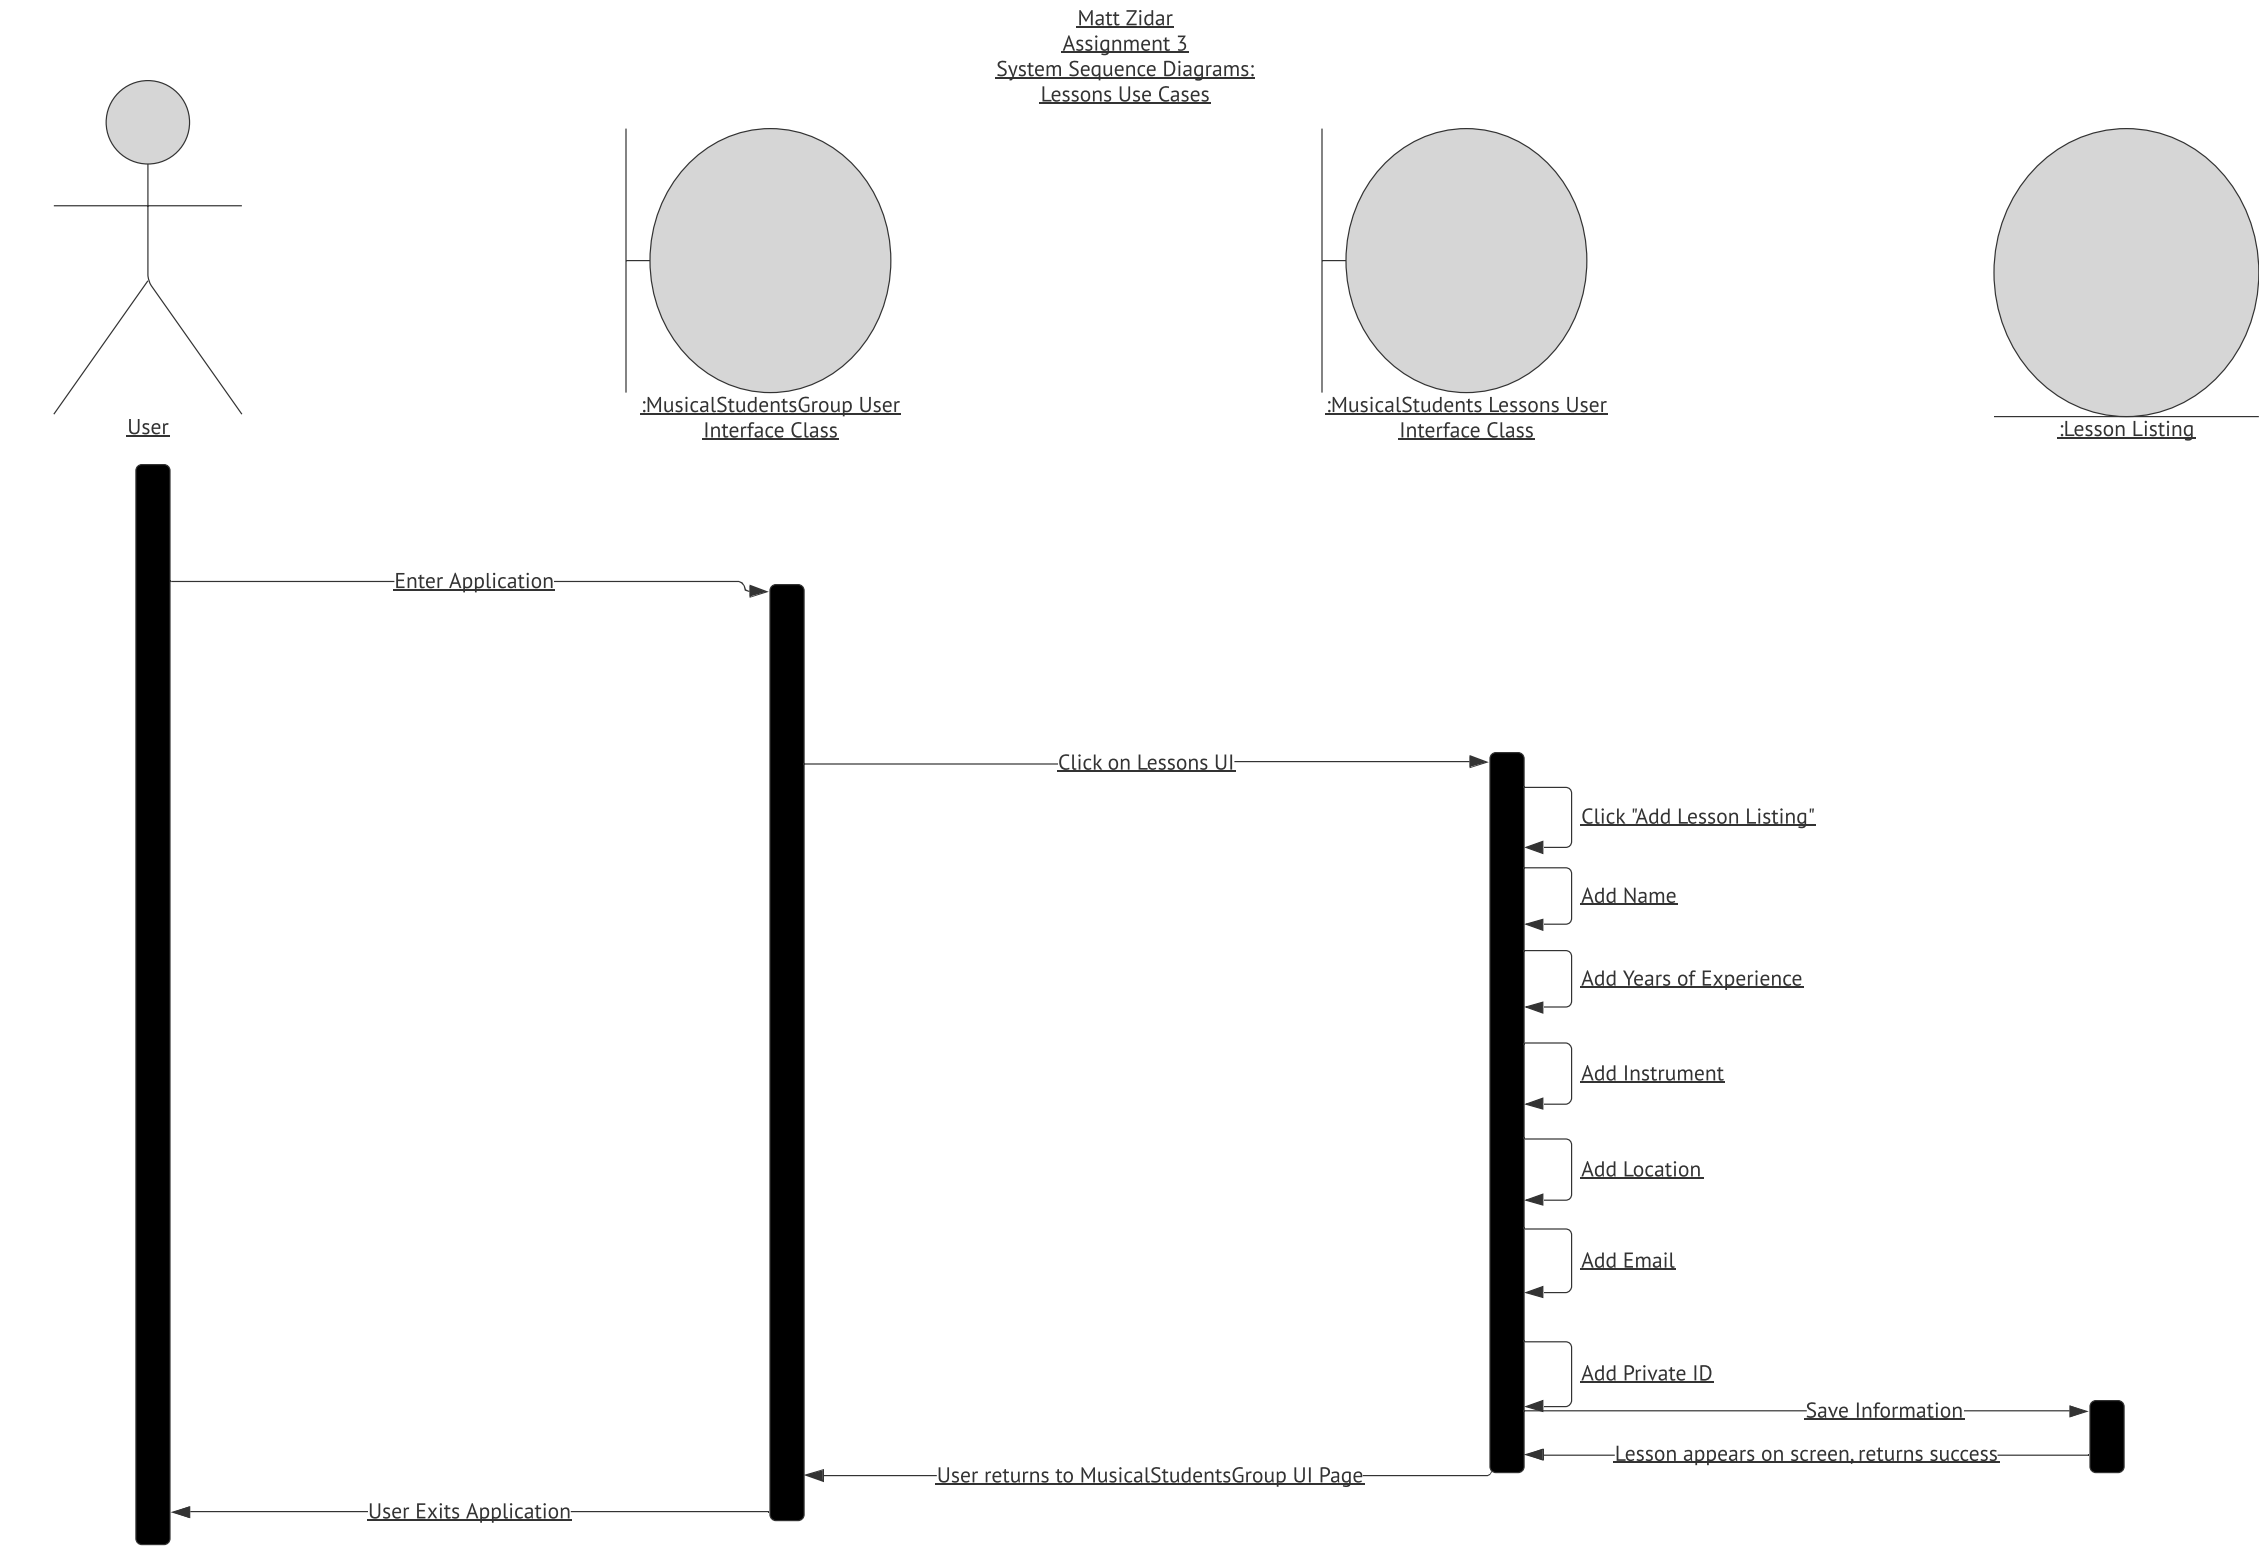 Matt Zidar
Assignment 3
System Sequence Diagrams:
Lessons Use Cases
User
:MusicalStudentsGroup User
Interface Class
:MusicalStudents Lessons User
Interface Class
:Lesson Listing
Enter Application
Click on Lessons UI
Click "Add Lesson Listing"
Add Name
Add Years of Experience
Add Instrument
Add Location
Add Email
Add Private ID
Save Information
Lesson appears on screen, returns success
User returns to MusicalStudentsGroup UI Page
User Exits Application